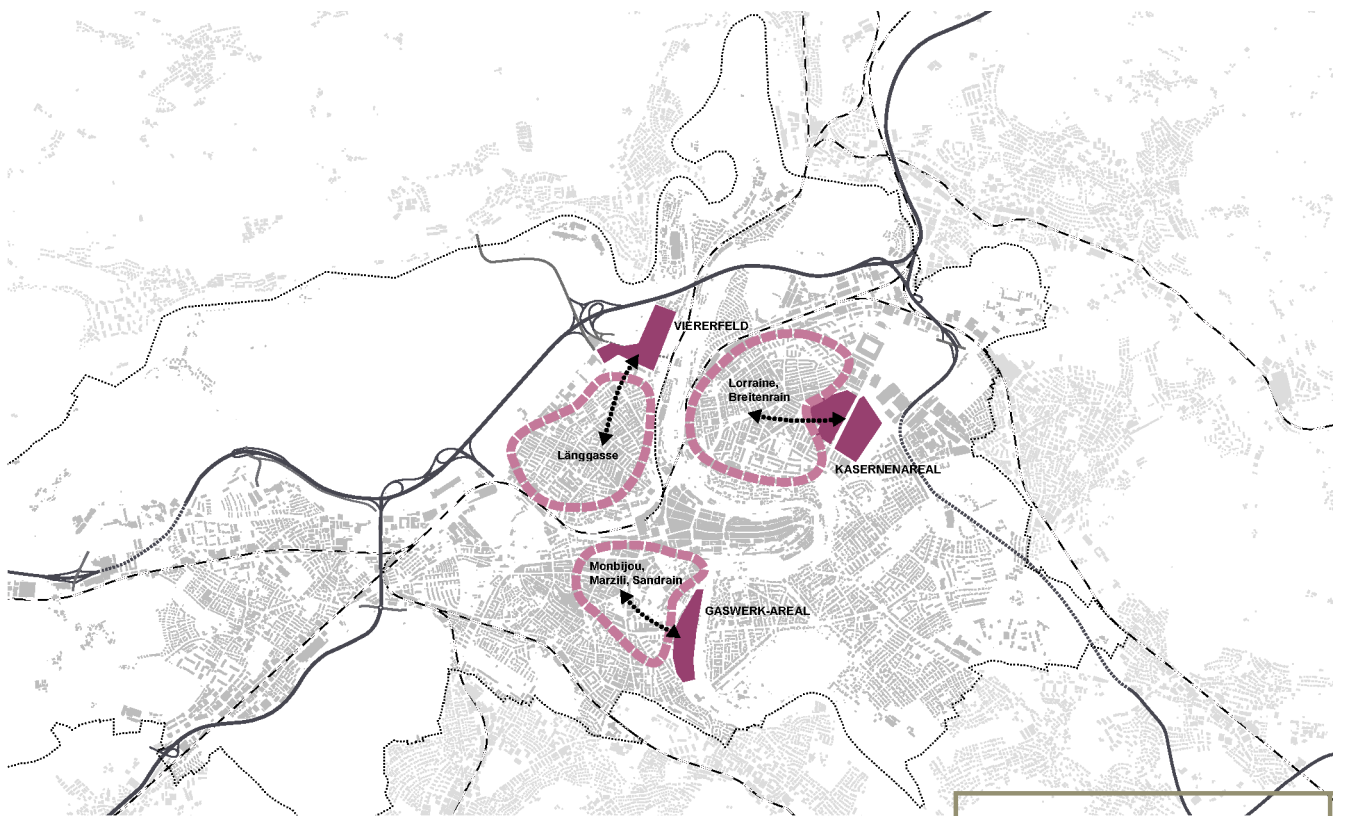 VIERERFELD
Lorraine,
Breitenrain
Länggasse
KASERNENAREAL
Monbijou,
Marzili, Sandrain
GASWERK-AREAL